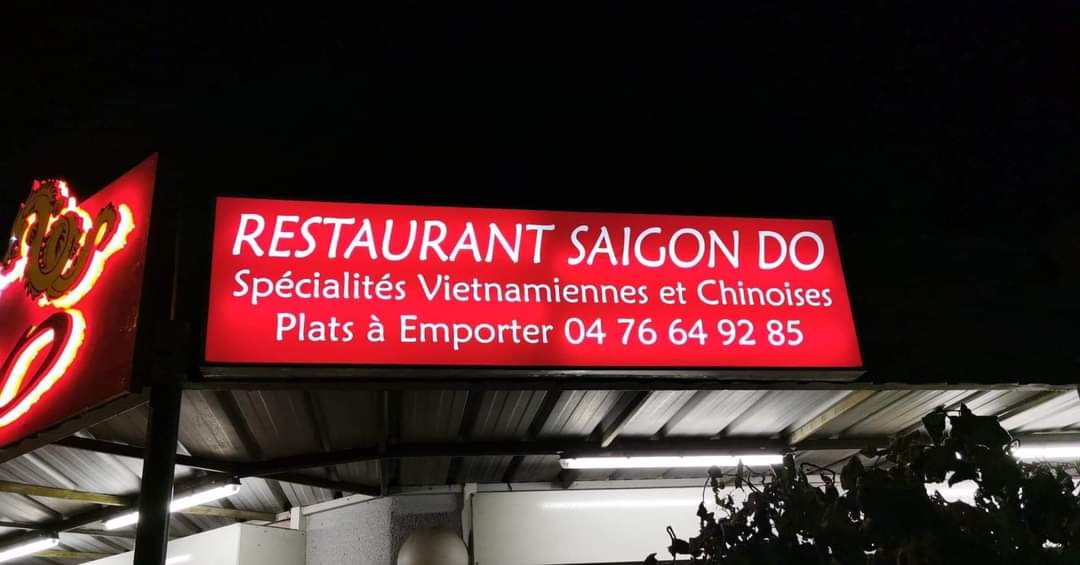 RESTAURANT SAIGON DO
Spécialités Vietnamiennes et Chinoises
Plats à Emporter 04 76 64 92 85